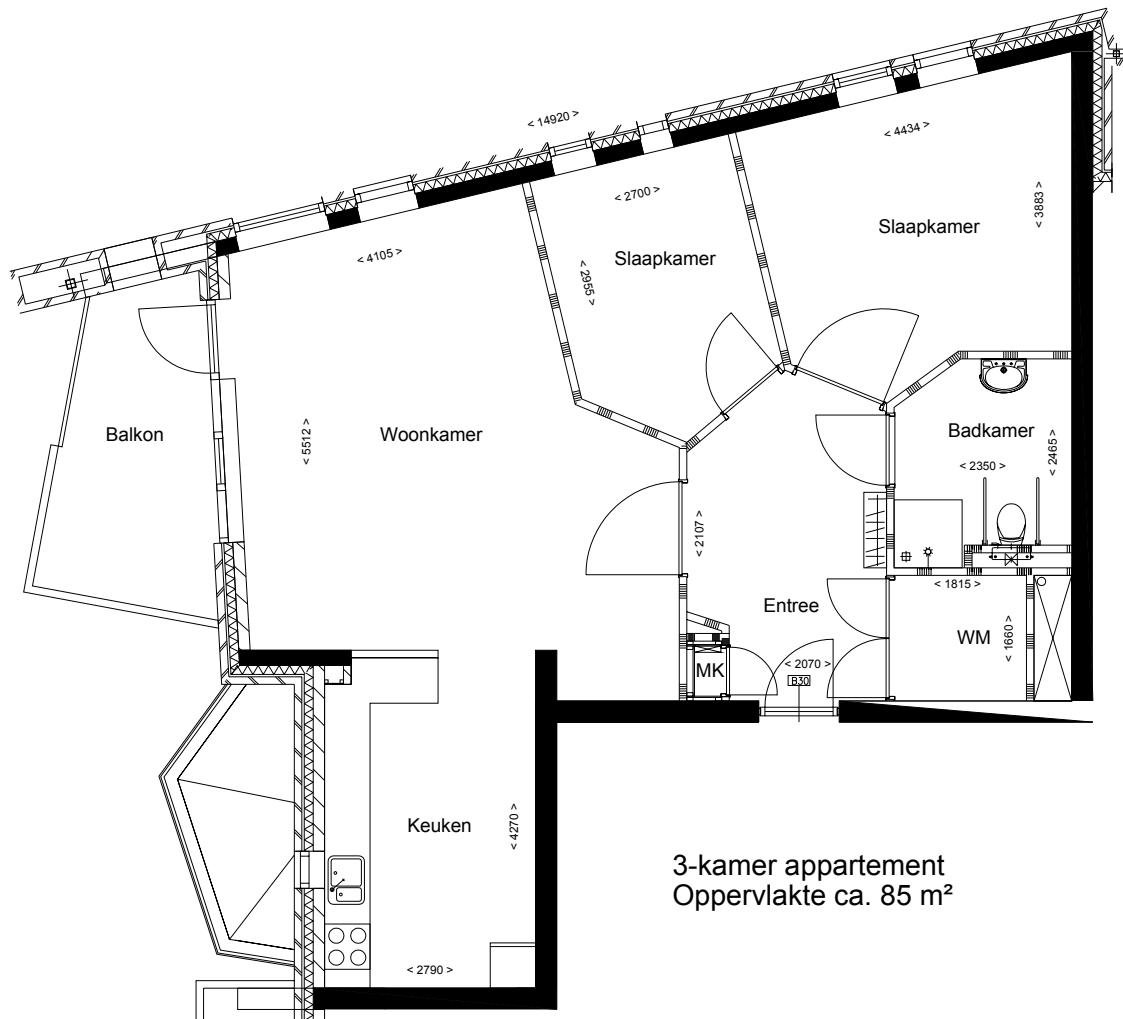 < 14920 >
< 4434 >
< 2700 >
< 3883 >
Slaapkamer
< 4105 >
Slaapkamer
< 2955 >
Balkon
< 5512 >
Woonkamer
Badkamer
< 2350 >
< 2465 >
< 2107 >
< 1815 >
Entree
WM
< 1660 >
MK
< 2070 >
B30
Keuken
< 4270 >
3-kamer appartement
Oppervlakte ca. 85 m²
< 2790 >